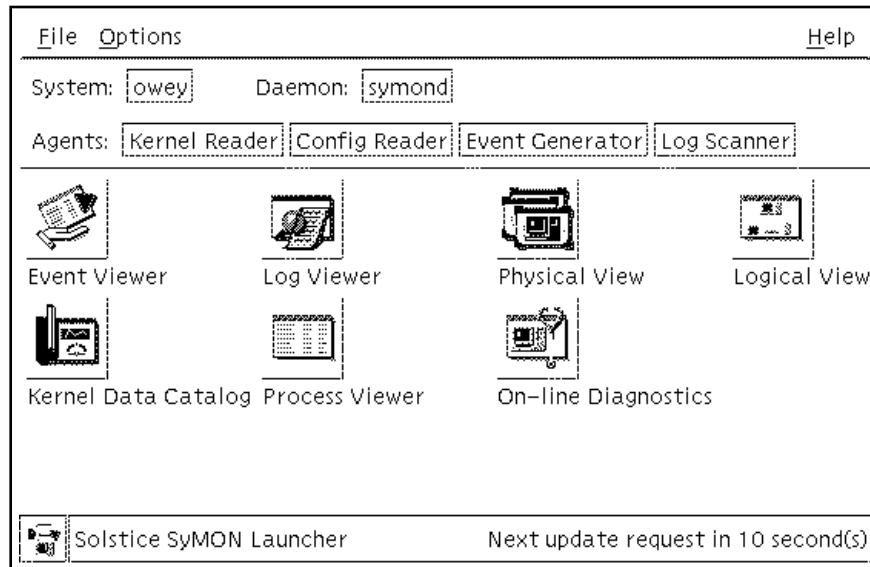 File Options Help
System: owey Daemon: symond
Agents: Kernel Reader Config Reader Event Generator Log Scanner
Event Viewer Log Viewer Physical View Logical View
Kernel Data Catalog Process Viewer On-line Diagnostics
Solstice SyMON Launcher Next update request in 10 second(s)